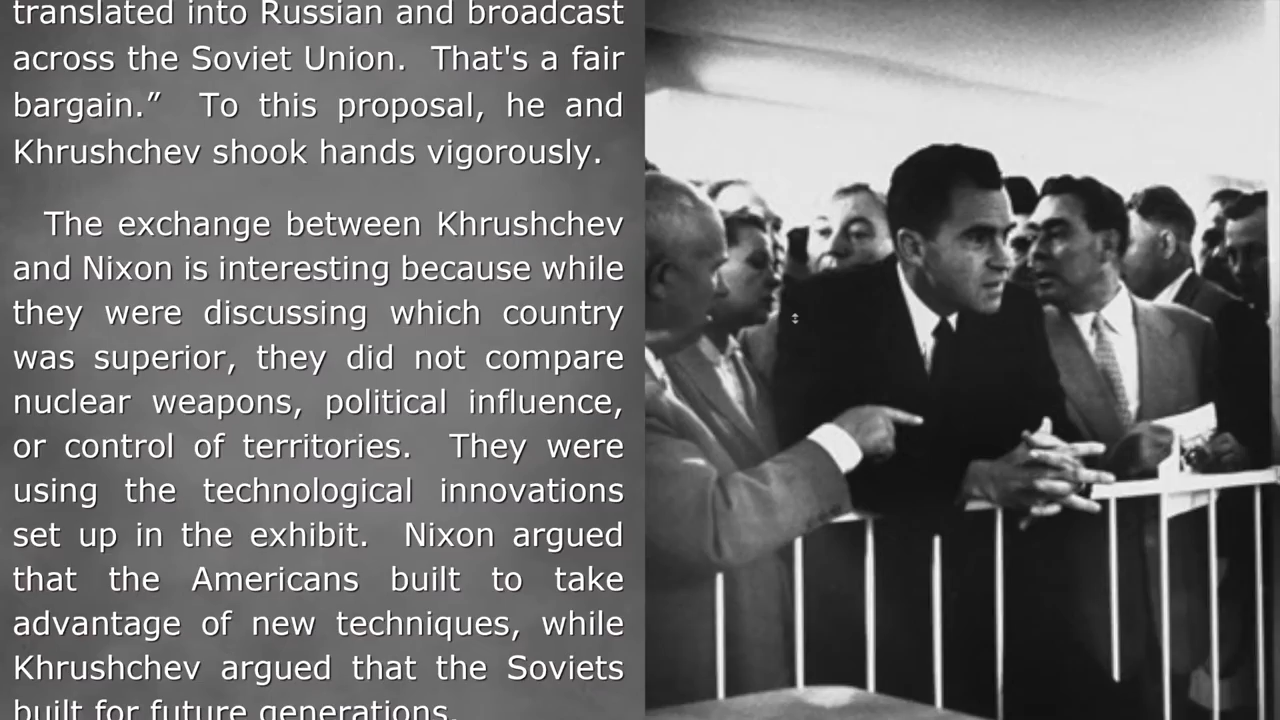 translated into Russian and broadcast
across the Soviet Union.  That's a fair
bargain.”  To this proposal, he and
Khrushchev shook hands vigorously.
The exchange between Khrushchev
and Nixon is interesting because while
they were discussing which country
was superior, they did not compare
nuclear weapons, political influence,
or control of territories.  They were
using the technological innovations
set up in the exhibit.  Nixon argued
that the Americans built to take
advantage of new techniques, while
Khrushchev argued that the Soviets
built for future generations.